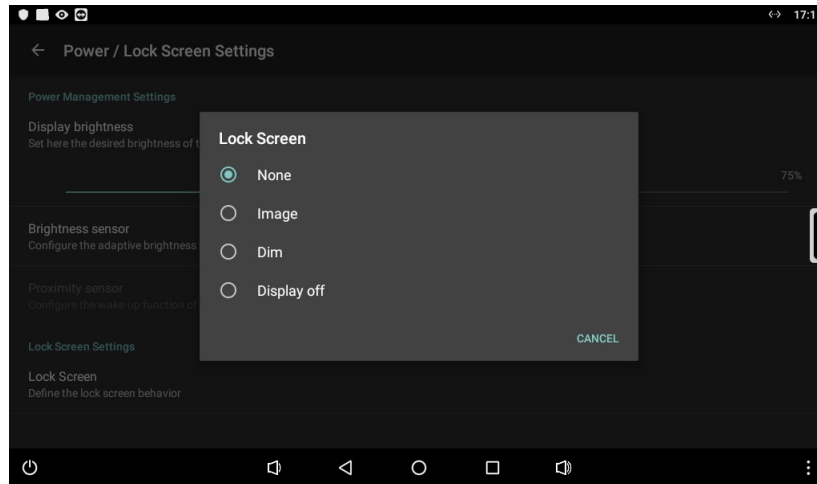 17:1
Power / Lock Screen Settings
Power Management Settings
Display brightness
Set here the desired brightness of t
75%
Lock Screen
None
Image
Dim
Display off
CANCEL
Brightness sensor
Configure the adaptive brightness
Proximity sensor
Configure the wake-up function of
Lock Screen Settings
Lock Screen
Define the lock screen behavior